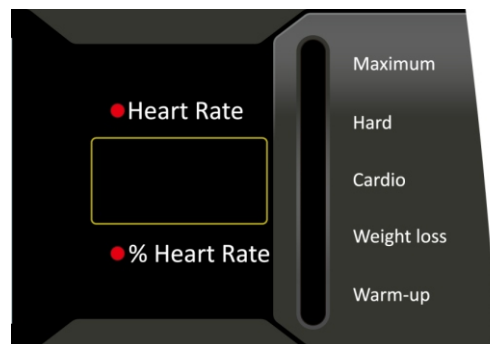 Heart Rate
% Heart Rate
Maximum
Hard
Cardio
Weight loss
Warm-up